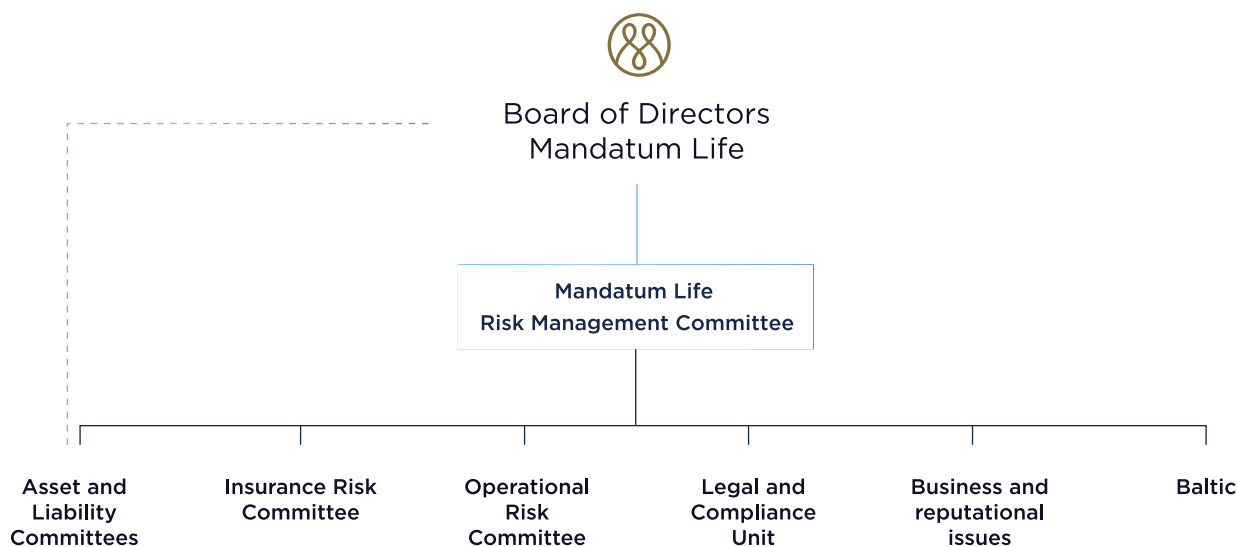 Board of Directors
Mandatum Life
Mandatum Life
Risk Management Committee
Asset and
Liability
Committees
Insurance Risk
Committee
Operational
Risk
Committee
Legal and
Compliance
Unit
Business and
reputational
issues
Baltic